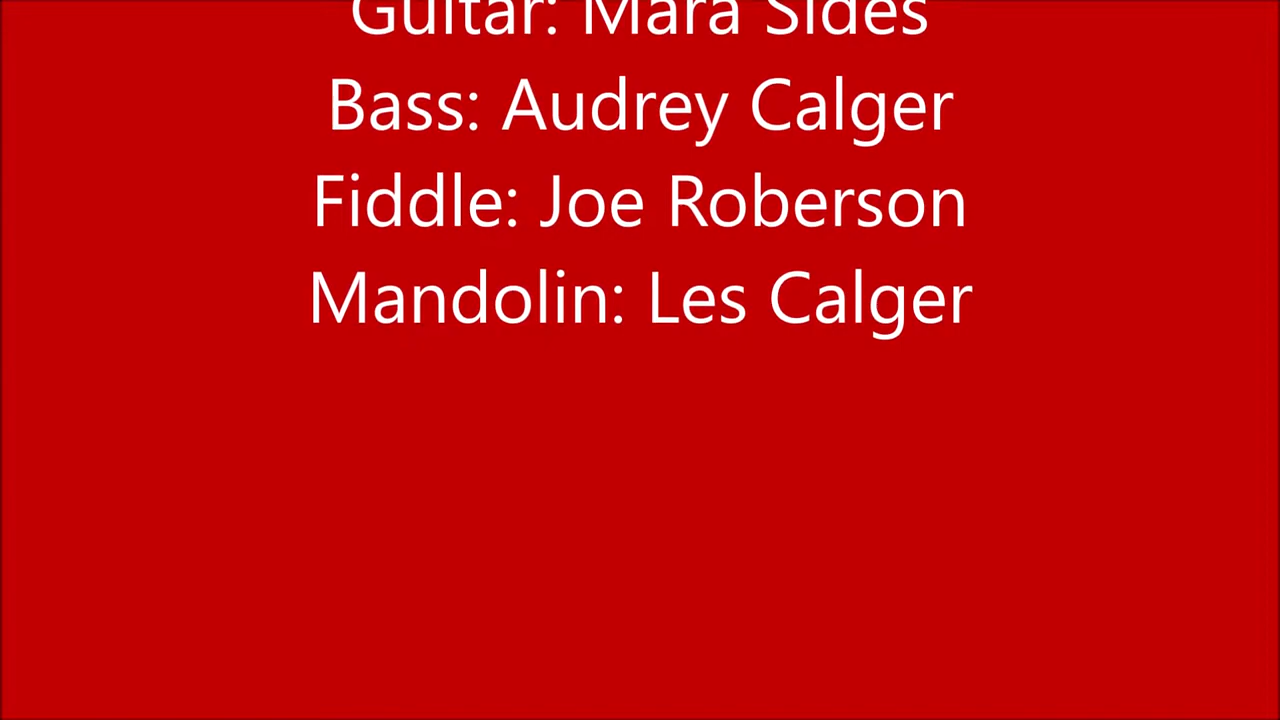 Guitar: Mara Sides
Bass: Audrey Calger
Fiddle: Joe Roberson
Mandolin: Les Calger